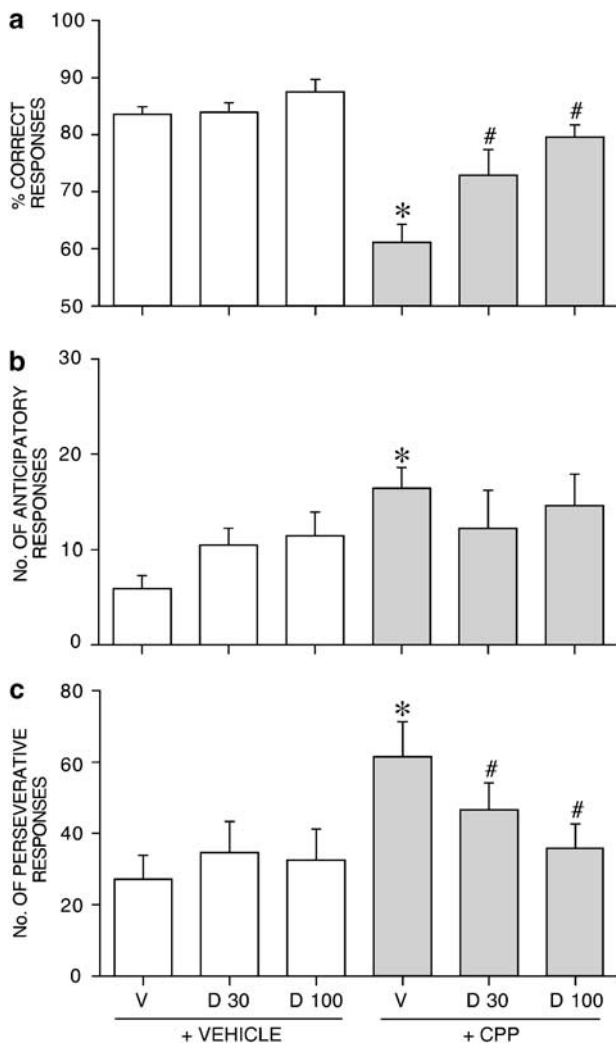 a
% CORRECT
RESPONSES
100
90
80
70
60
50
*
#
#
b
No. OF ANTICIPATORY
RESPONSES
30
20
10
0
*
c
No. OF PERSEVERATIVE
RESPONSES
80
60
40
20
0
*
#
#
V D 30 D 100 V D 30 D 100
+ VEHICLE + CPP